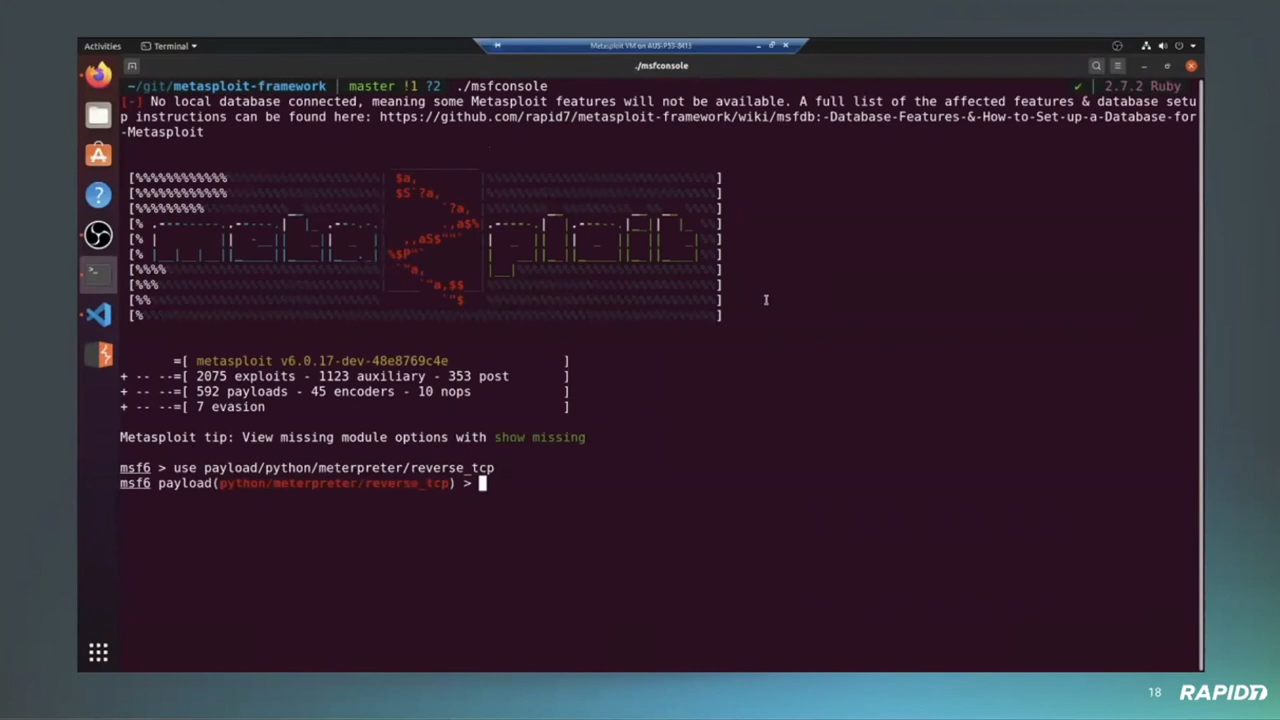 Activities
Terminal
Metasploit VM on AUS-P53-8413
./msfconsole
~/git/metasploit-framework | master !1 ?2 ./msfconsole
✔ | 2.7.2 Ruby
[-] No local database connected, meaning some Metasploit features will not be available. A full list of the affected features & database setu
p instructions can be found here: https://github.com/rapid7/metasploit-framework/wiki/msfdb:-Database-Features-&-How-to-Set-up-a-Database-for
-Metasploit
=[ metasploit v6.0.17-dev-48e8769c4e ]
+ -- --=[ 2075 exploits - 1123 auxiliary - 353 post ]
+ -- --=[ 592 payloads - 45 encoders - 10 nops ]
+ -- --=[ 7 evasion ]
Metasploit tip: View missing module options with show missing
msf6 > use payload/python/meterpreter/reverse_tcp
msf6 payload(python/meterpreter/reverse_tcp) >
18 RAPID7